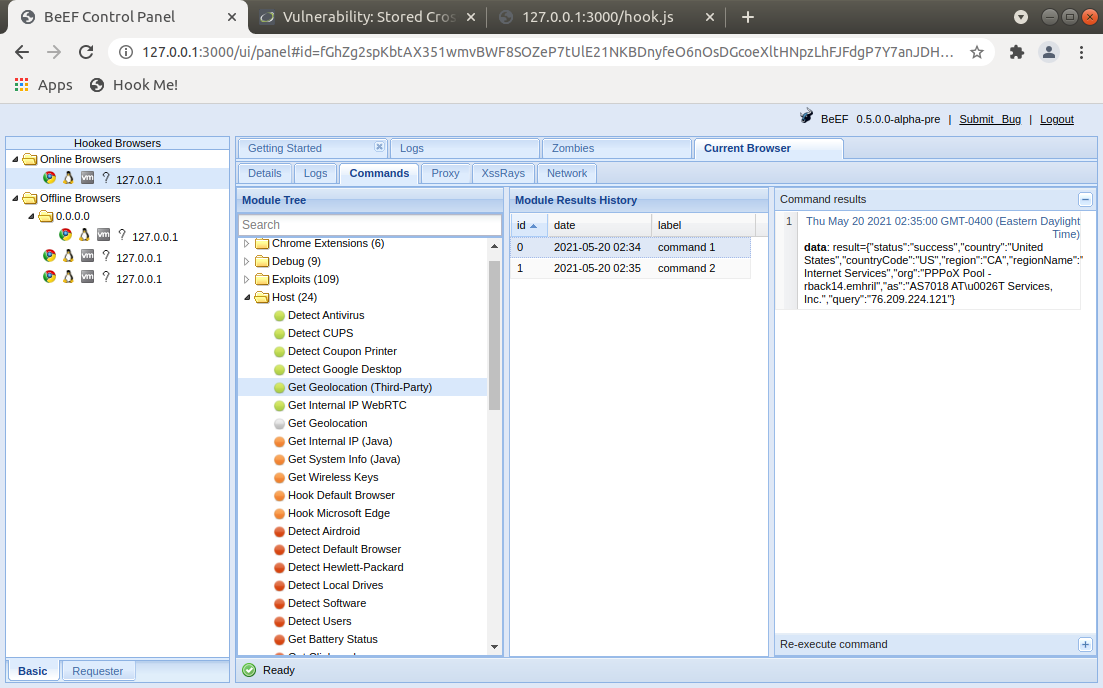 BeEF Control Panel
Vulnerability: Stored Cros
127.0.0.1:3000/hook.js
127.0.0.1:3000/ui/panel#id=fGhZg2spKbtAX351wmvBWF8SOZeP7tUlE21NKBDnyfeO6nOsDGcoeXltHNpzLhFJFdgP7Y7anJDH...
Apps
Hook Me!
BeEF 0.5.0.0-alpha-pre | Submit Bug | Logout
Hooked Browsers
Online Browsers
127.0.0.1
Offline Browsers
0.0.0.0
127.0.0.1
127.0.0.1
127.0.0.1
Basic
Requester
Getting Started
Logs
Zombies
Current Browser
Details
Logs
Commands
Proxy
XssRays
Network
Module Tree
Search
Chrome Extensions (6)
Debug (9)
Exploits (109)
Host (24)
Detect Antivirus
Detect CUPS
Detect Coupon Printer
Detect Google Desktop
Get Geolocation (Third-Party)
Get Internal IP WebRTC
Get Geolocation
Get Internal IP (Java)
Get System Info (Java)
Get Wireless Keys
Hook Default Browser
Hook Microsoft Edge
Detect Airdroid
Detect Default Browser
Detect Hewlett-Packard
Detect Local Drives
Detect Software
Detect Users
Get Battery Status
Module Results History
id date label
0 2021-05-20 02:34 command 1
1 2021-05-20 02:35 command 2
Command results
1 Thu May 20 2021 02:35:00 GMT-0400 (Eastern Daylight
Time)
data: result={"status":"success","country":"United
States","countryCode":"US","region":"CA","regionName":"
Internet Services","org":"PPPoX Pool -
rback14.emhril","as":"AS7018 AT\u0026T Services,
Inc.","query":"76.209.224.121"}
Re-execute command
Ready